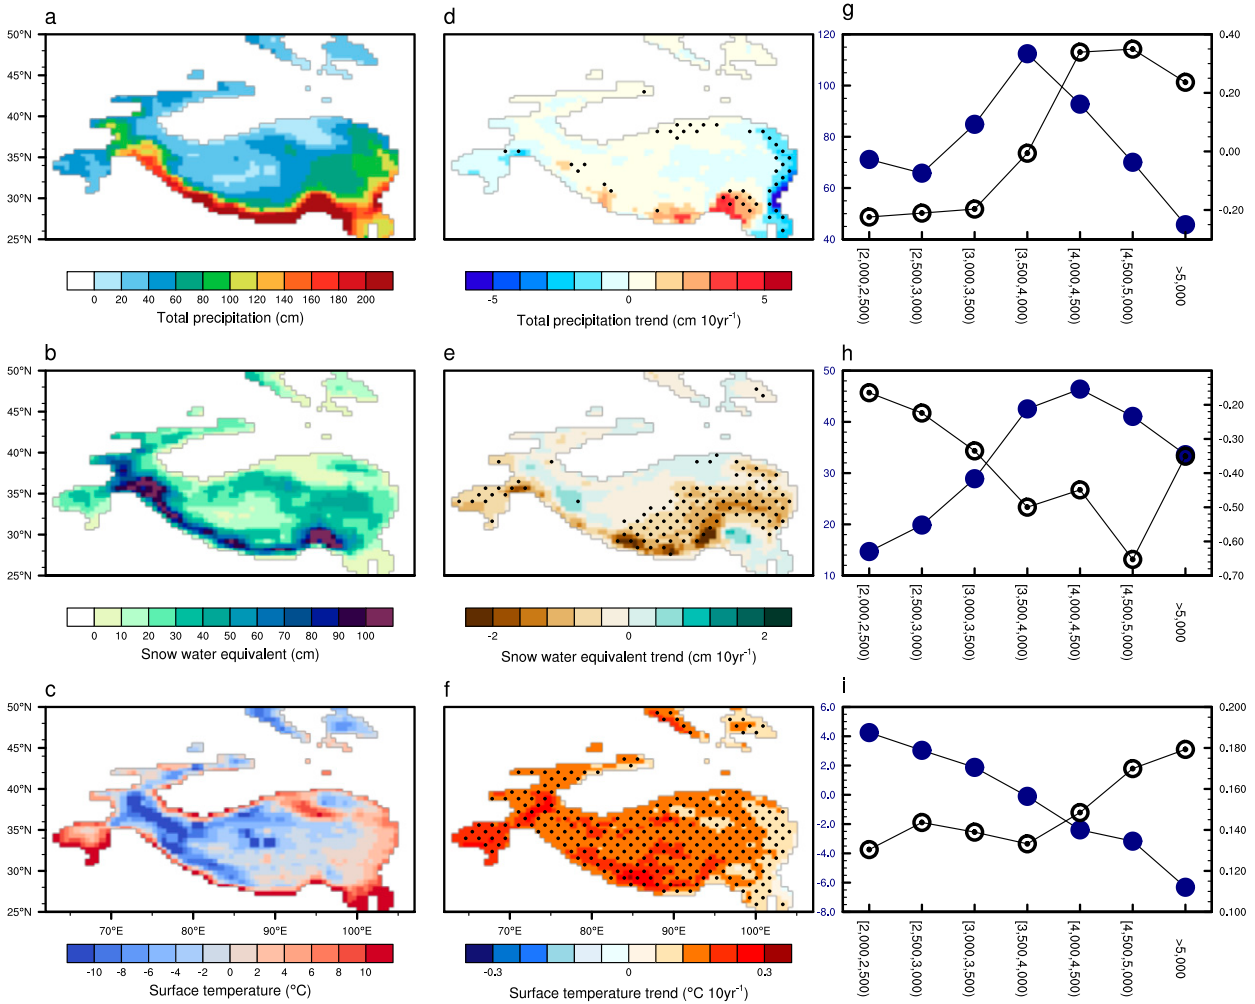 a
50°N
45°N
40°N
35°N
30°N
25°N
0 20 40 60 80 100 120 140 160 180 200
Total precipitation (cm)
d
-5 0 5
Total precipitation trend (cm 10yr-1)
g
120
100
80
60
40
0.40
0.20
0.00
-0.20
[2,000,2,500)
[2,500,3,000)
[3,000,3,500)
[3,500,4,000)
[4,000,4,500)
[4,500,5,000)
>5,000
b
50°N
45°N
40°N
35°N
30°N
25°N
0 10 20 30 40 50 60 70 80 90 100
Snow water equivalent (cm)
e
-2 0 2
Snow water equivalent trend (cm 10yr-1)
h
50
40
30
20
10
-0.20
-0.30
-0.40
-0.50
-0.60
-0.70
[2,000,2,500)
[2,500,3,000)
[3,000,3,500)
[3,500,4,000)
[4,000,4,500)
[4,500,5,000)
>5,000
c
50°N
45°N
40°N
35°N
30°N
25°N
70°E 80°E 90°E 100°E
-10 -8 -6 -4 -2 0 2 4 6 8 10
Surface temperature (°C)
f
70°E 80°E 90°E 100°E
-0.3 0 0.3
Surface temperature trend (°C 10yr-1)
i
6.0
4.0
2.0
0.0
-2.0
-4.0
-6.0
-8.0
0.200
0.180
0.160
0.140
0.120
0.100
[2,000,2,500)
[2,500,3,000)
[3,000,3,500)
[3,500,4,000)
[4,000,4,500)
[4,500,5,000)
>5,000